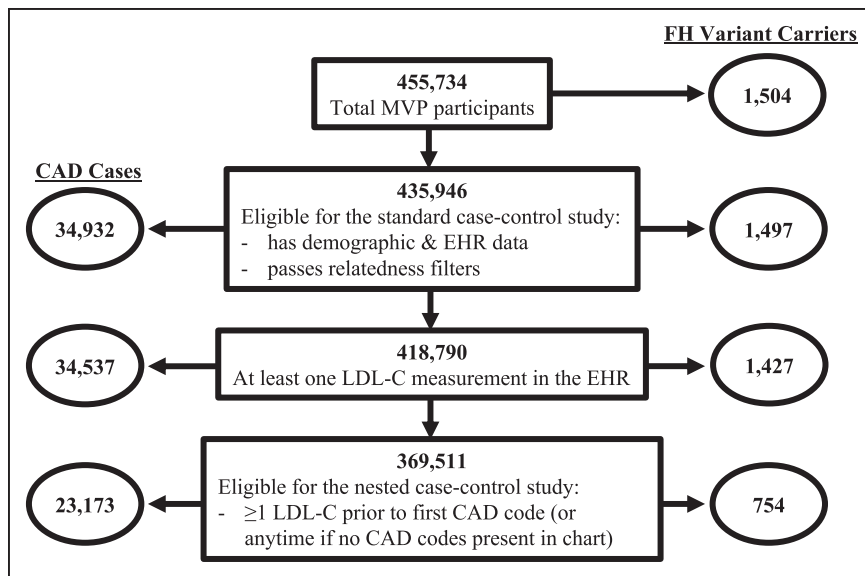 FH Variant Carriers
455,734
Total MVP participants
1,504
CAD Cases
435,946
Eligible for the standard case-control study:
- has demographic & EHR data
- passes relatedness filters
34,932
1,497
418,790
At least one LDL-C measurement in the EHR
34,537
1,427
369,511
Eligible for the nested case-control study:
- ≥1 LDL-C prior to first CAD code (or
anytime if no CAD codes present in chart)
23,173
754